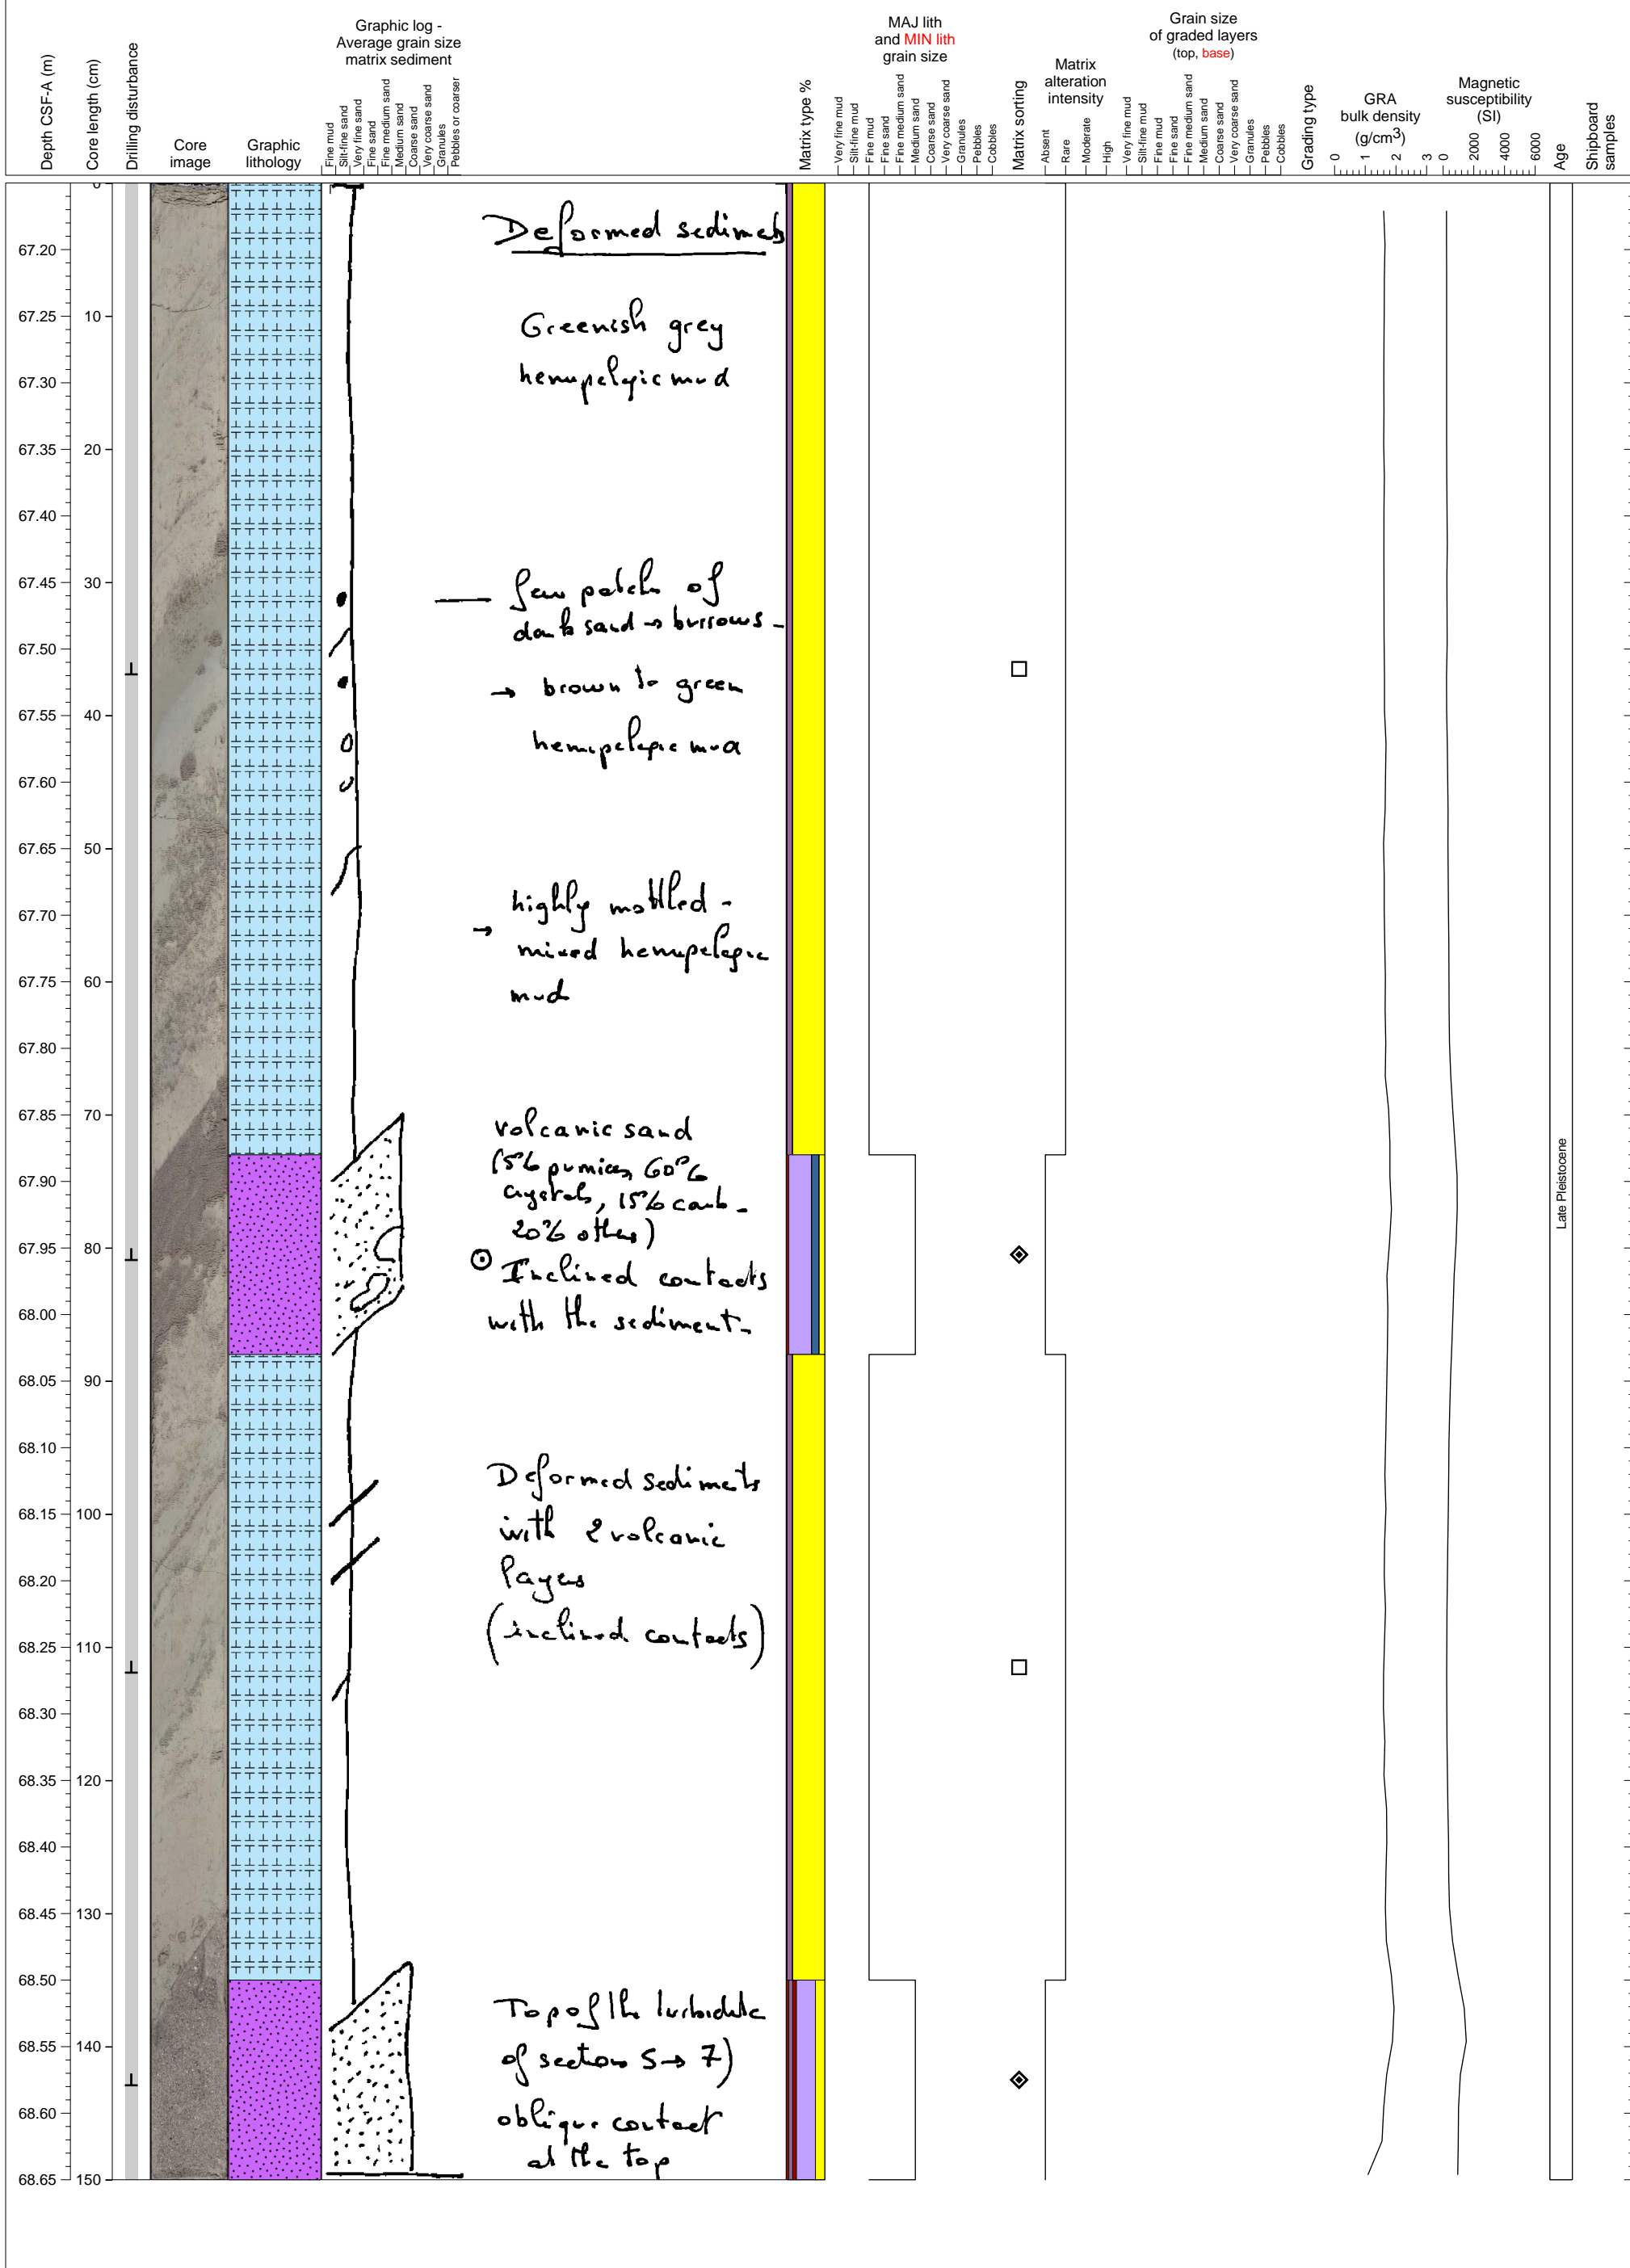 Depth CSF-A (m)
Core length (cm)
Drilling disturbance
Core
image
Graphic
lithology
Graphic log -
Average grain size
matrix sediment
Fine mud
Silt-fine sand
Very fine sand
Fine sand
Fine medium sand
Medium sand
Coarse sand
Very coarse sand
Granules
Pebbles or coarser
Matrix type %
MAJ lith
and MIN lith
grain size
Very fine mud
Silt-fine mud
Fine mud
Fine sand
Fine medium sand
Medium sand
Coarse sand
Very coarse sand
Granules
Pebbles
Cobbles
Matrix sorting
Matrix
alteration
intensity
Absent
Rare
Moderate
High
Grain size
of graded layers
(top, base)
Very fine mud
Silt-fine mud
Fine mud
Fine sand
Fine medium sand
Medium sand
Coarse sand
Very coarse sand
Granules
Pebbles
Cobbles
Grading type
GRA
bulk density
(g/cm3)
0 1 2 3
Magnetic
susceptibility
(SI)
0 2000 4000 6000
Age
Shipboard
samples
0
67.20
67.25 10
67.30
67.35 20
67.40
67.45 30
67.50
67.55 40
67.60
67.65 50
67.70
67.75 60
67.80
67.85 70
67.90
67.95 80
68.00
68.05 90
68.10
68.15 100
68.20
68.25 110
68.30
68.35 120
68.40
68.45 130
68.50
68.55 140
68.60
68.65 150
Deformed sediments
Greenish grey
hemipelagic mud
few patches of
dark sand → burrows -
→ brown to green
hemipelagic mud
highly mottled -
→ mixed hemipelagic
mud
volcanic sand
(5% pumices, 60%
crystals, 15% carb -
20% others)
Inclined contacts
with the sediment -
Deformed sediments
with 2 volcanic
layers
(inclined contacts)
Top of the turbidite
of section 5 → 7)
oblique contact
at the top
Late Pleistocene